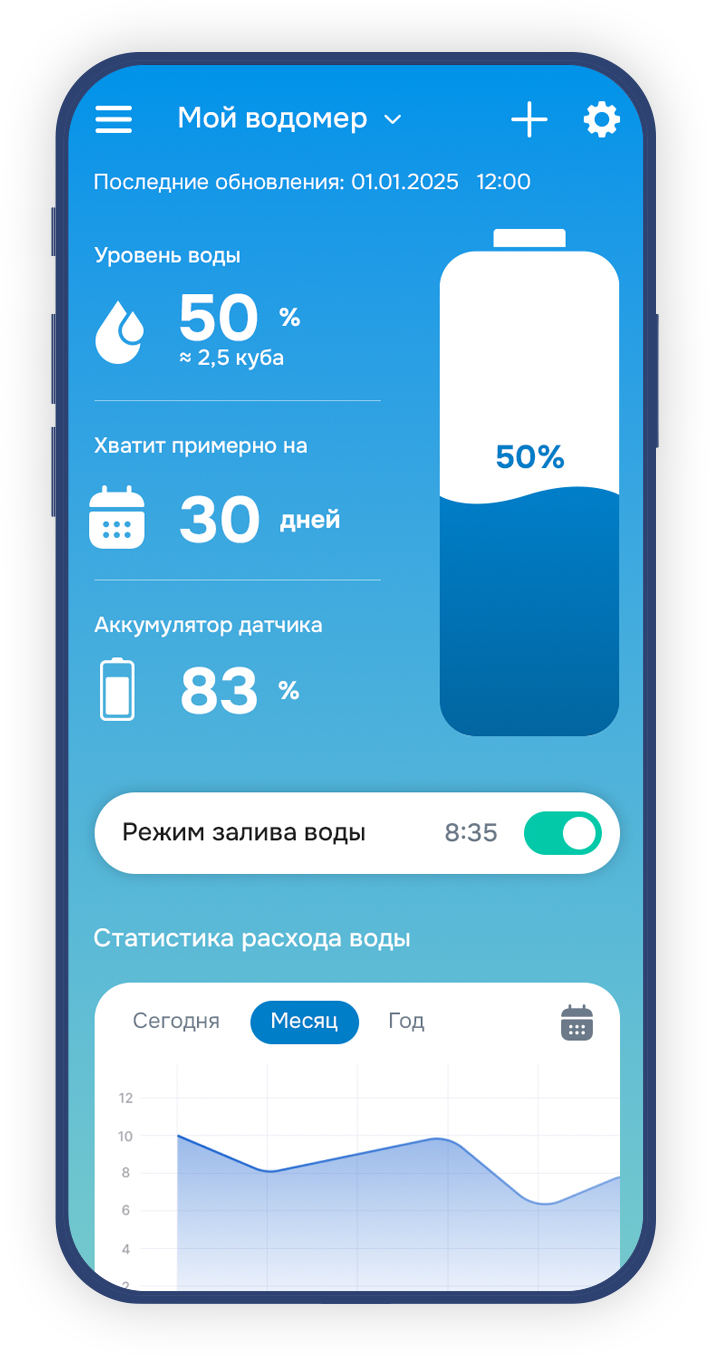 Мой водомер
Последние обновления: 01.01.2025 12:00
Уровень воды
50 %
≈ 2,5 куба
50%
Хватит примерно на
30 дней
Аккумулятор датчика
83 %
Режим залива воды 8:35
Статистика расхода воды
Сегодня Месяц Год
12
10
8
6
4
2